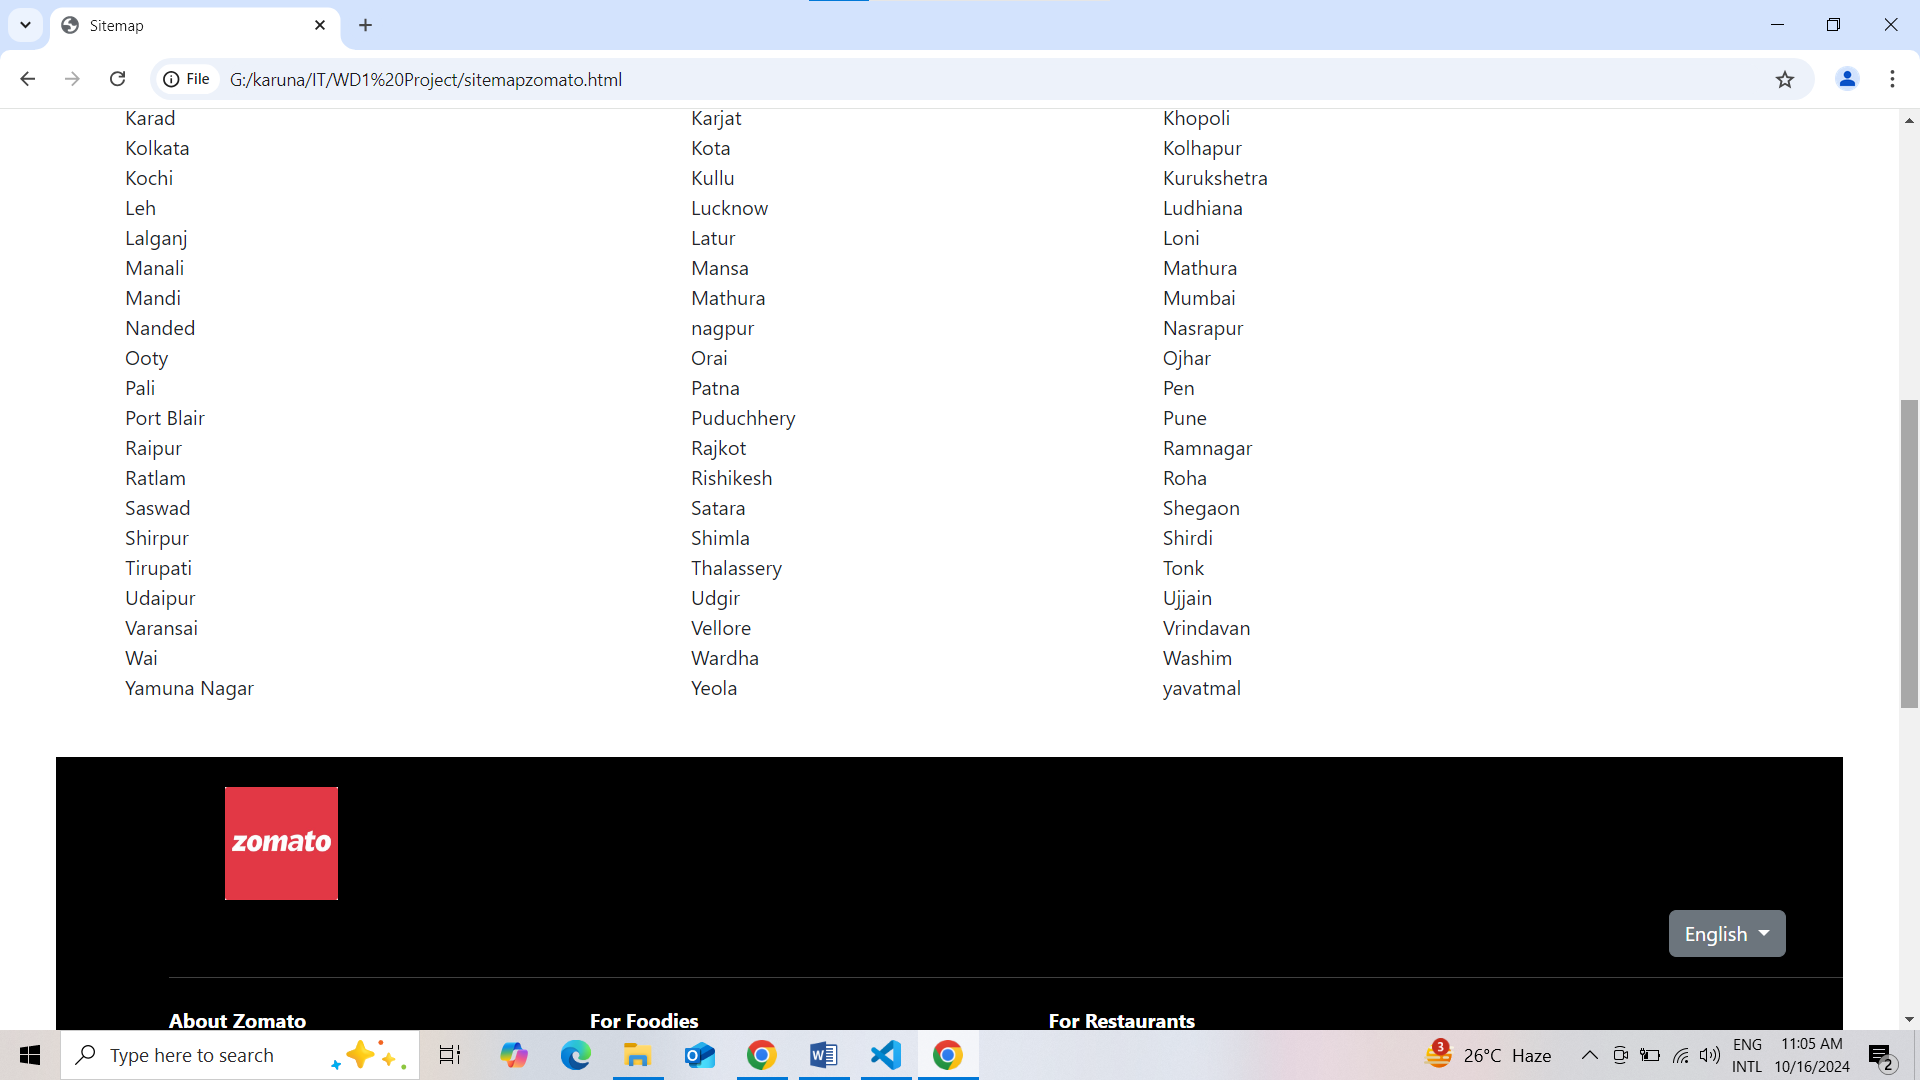 Sitemap
File G:/karuna/IT/WD1%20Project/sitemapzomato.html
Karad Karjat Khopoli
Kolkata Kota Kolhapur
Kochi Kullu Kurukshetra
Leh Lucknow Ludhiana
Lalganj Latur Loni
Manali Mansa Mathura
Mandi Mathura Mumbai
Nanded nagpur Nasrapur
Ooty Orai Ojhar
Pali Patna Pen
Port Blair Puduchhery Pune
Raipur Rajkot Ramnagar
Ratlam Rishikesh Roha
Saswad Satara Shegaon
Shirpur Shimla Shirdi
Tirupati Thalassery Tonk
Udaipur Udgir Ujjain
Varansai Vellore Vrindavan
Wai Wardha Washim
Yamuna Nagar Yeola yavatmal
zomato
English
About Zomato For Foodies For Restaurants
Type here to search 3 26°C Haze ENG 11:05 AM
INTL 10/16/2024 2